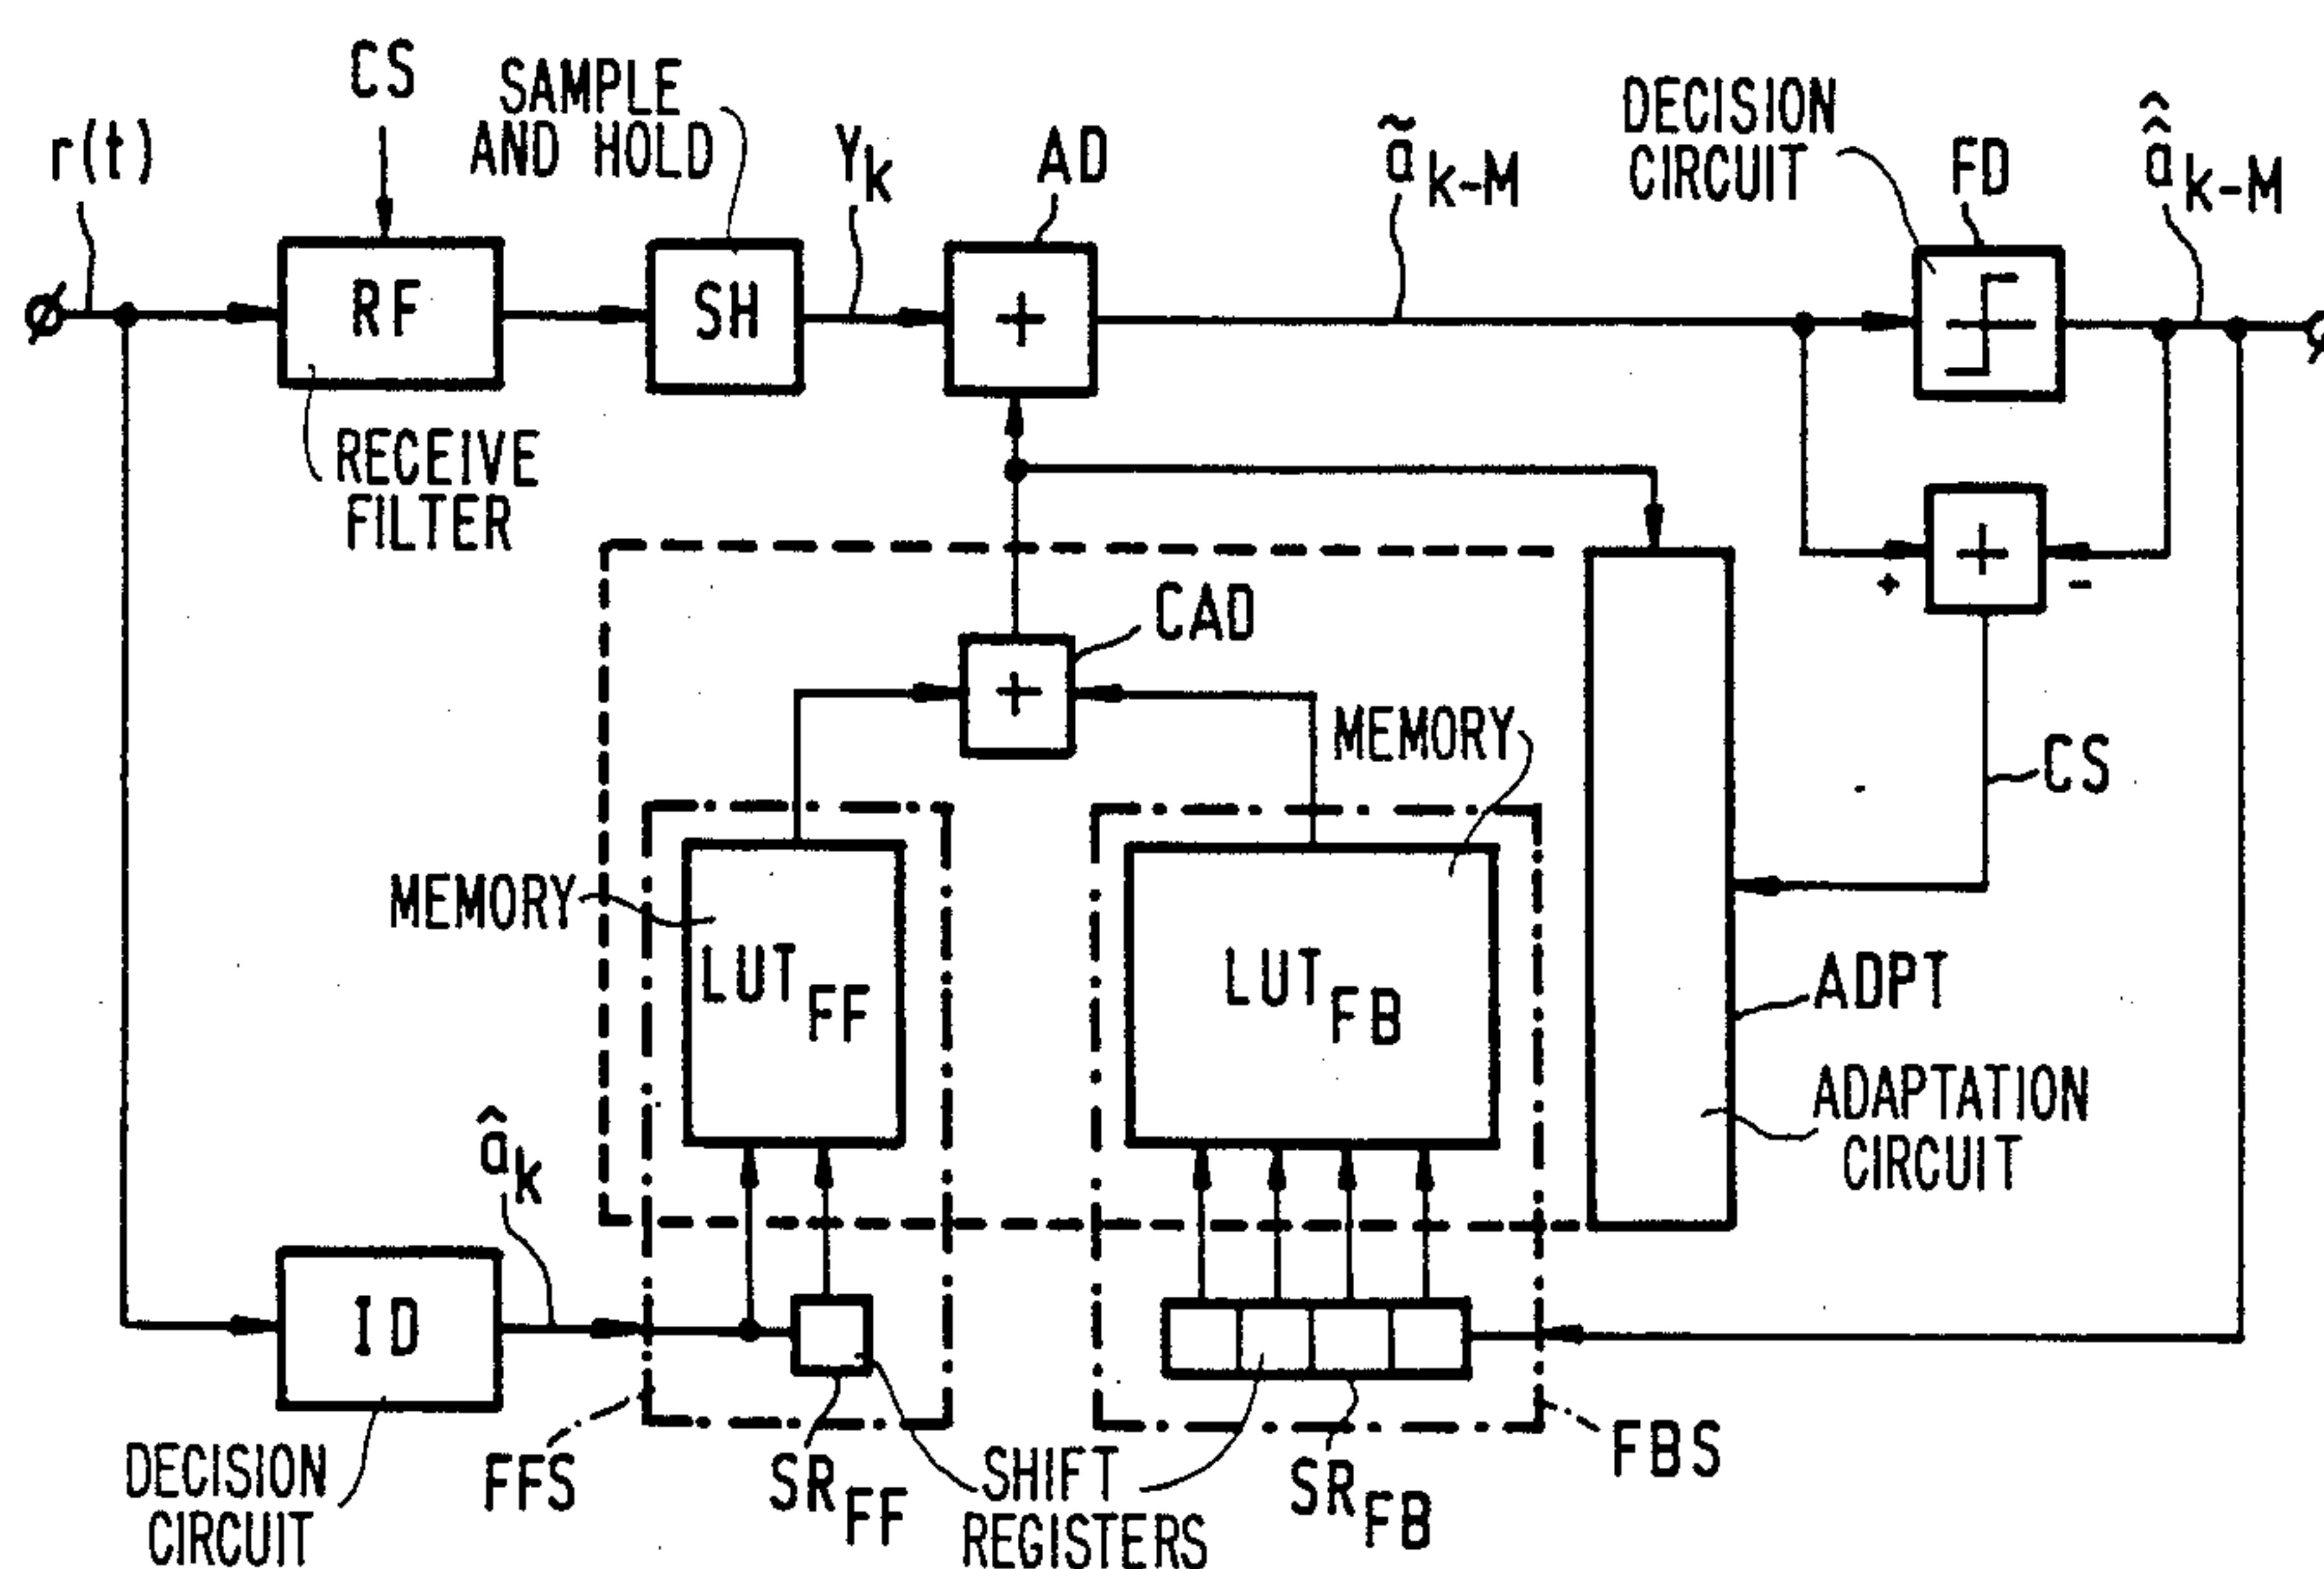 CS
SAMPLE
AND HOLD
r(t)
Yk
AD
ãk-M
DECISION
CIRCUIT
FD
â̂k-M
RF
SH
+
RECEIVE
FILTER
+
+
-
CAD
+
MEMORY
CS
MEMORY
LUTFF
LUTFB
ADPT
ADAPTATION
CIRCUIT
âk
ID
DECISION
CIRCUIT
FFS
SRFF
SHIFT
REGISTERS
SRFB
FBS